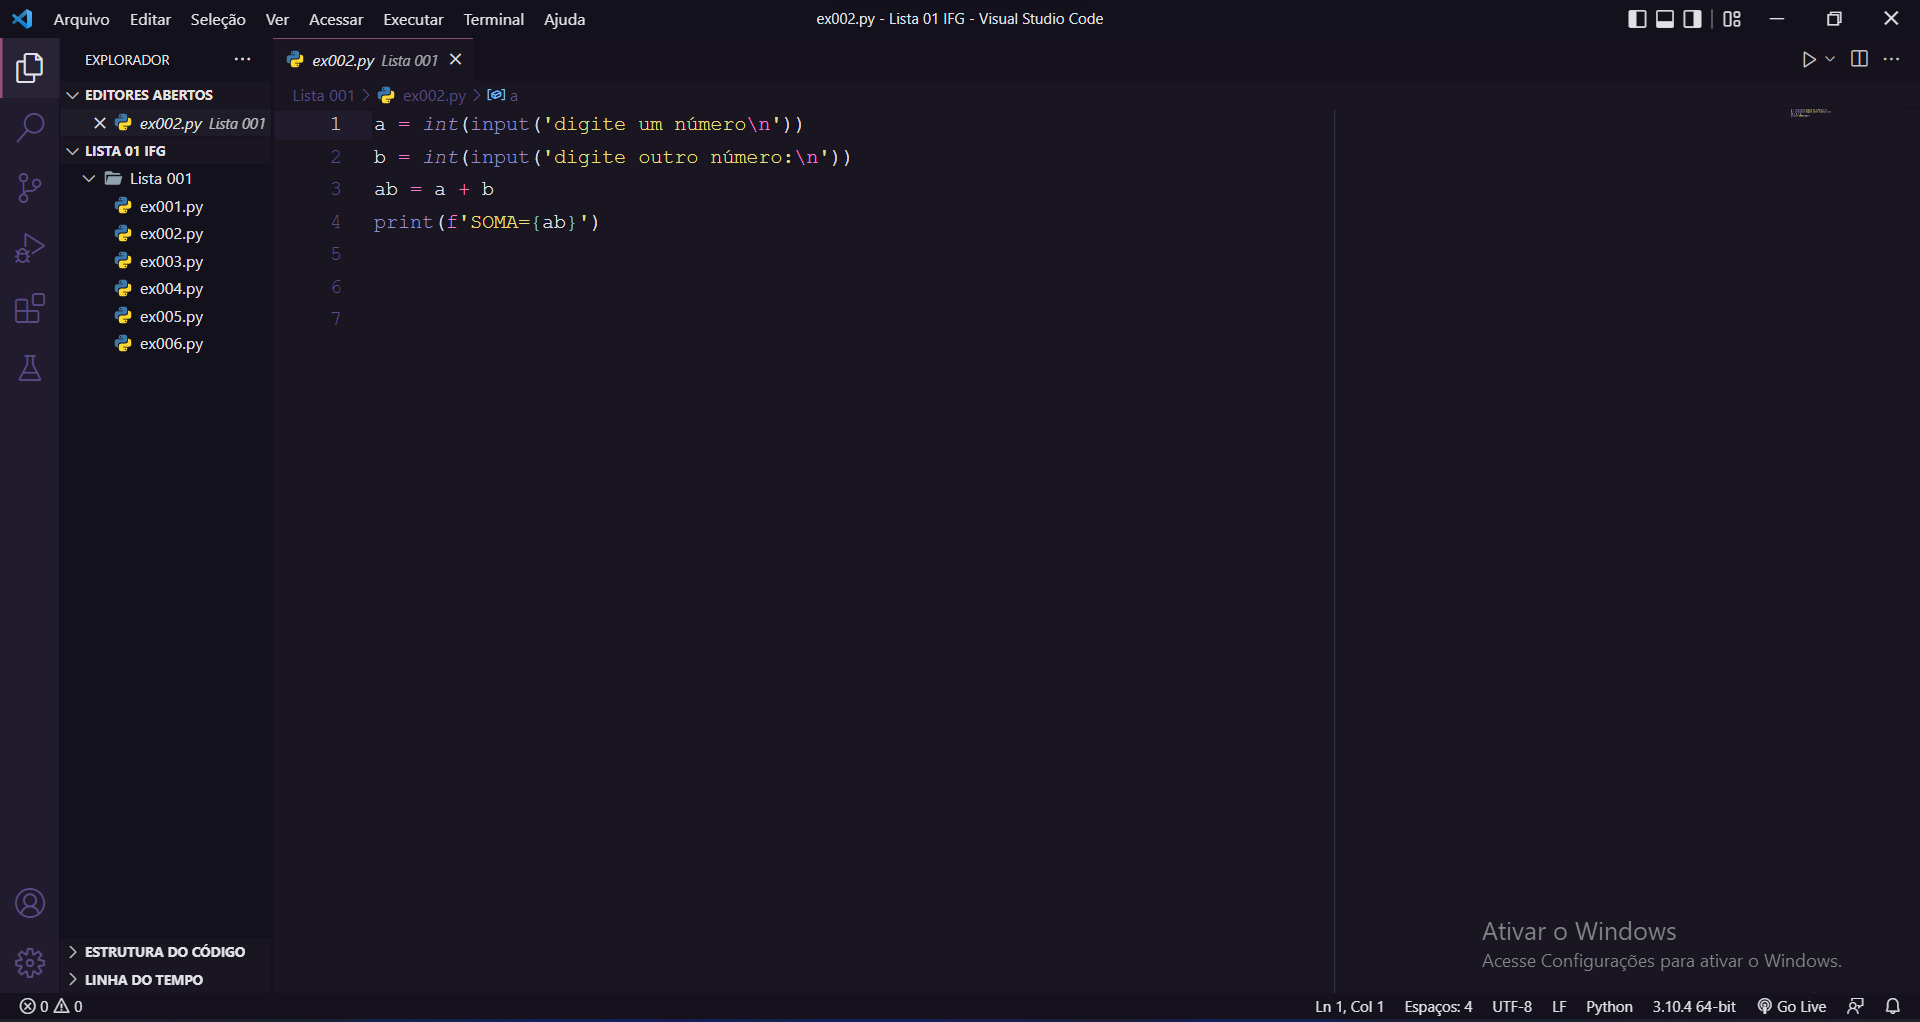 Arquivo Editar Seleção Ver Acessar Executar Terminal Ajuda
ex002.py - Lista 01 IFG - Visual Studio Code
EXPLORADOR
EDITORES ABERTOS
ex002.py Lista 001
LISTA 01 IFG
Lista 001
ex001.py
ex002.py
ex003.py
ex004.py
ex005.py
ex006.py
ESTRUTURA DO CÓDIGO
LINHA DO TEMPO
ex002.py Lista 001
Lista 001 > ex002.py > a
1 a = int(input('digite um número\n'))
2 b = int(input('digite outro número:\n'))
3 ab = a + b
4 print(f'SOMA={ab}')
5
6
7
Ativar o Windows
Acesse Configurações para ativar o Windows.
0 0
Ln 1, Col 1 Espaços: 4 UTF-8 LF Python 3.10.4 64-bit Go Live